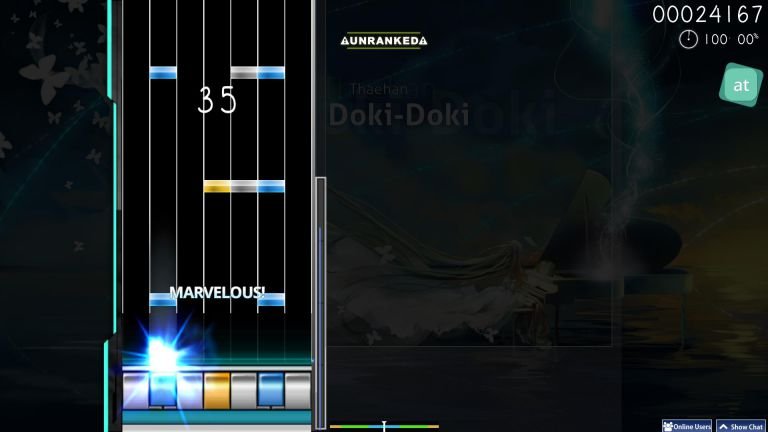 00024167
⚠UNRANKED⚠
100.00%
at
Thaehan
Doki-Doki
35
MARVELOUS!
Online Users
Show Chat